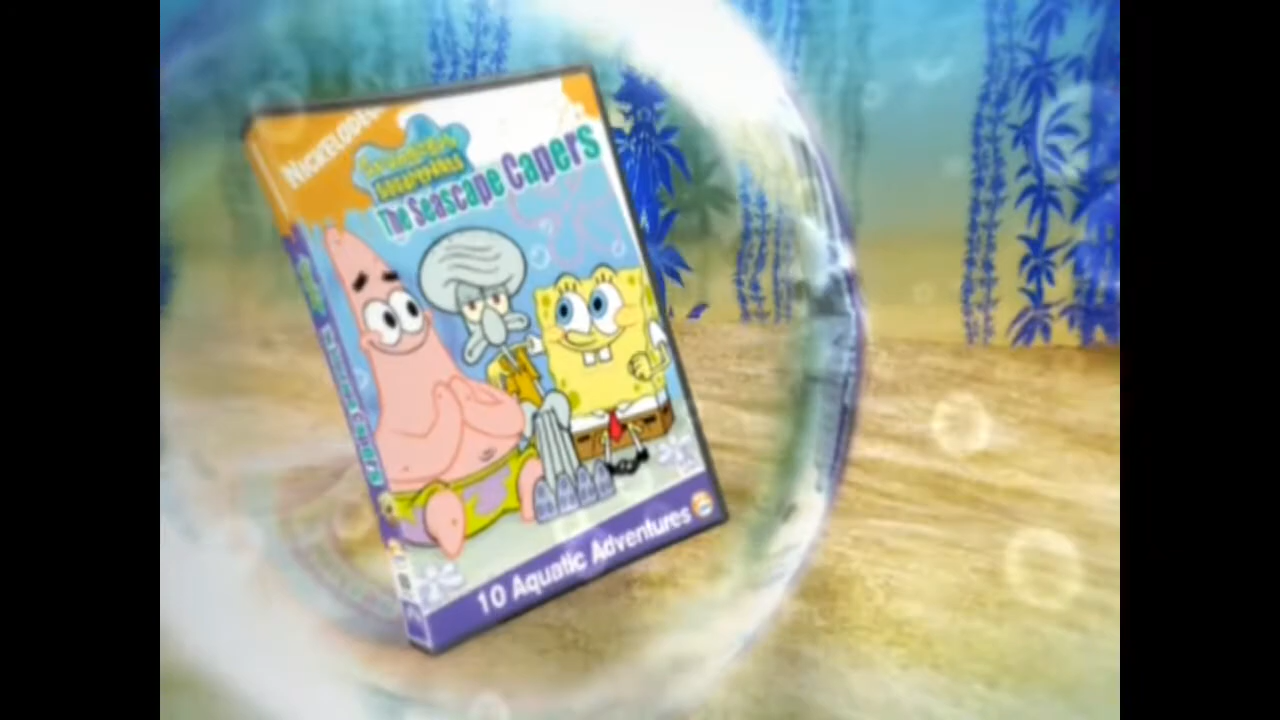 NICKELODEON
SPONGEBOB
SQUAREPANTS
The Seascape Capers
10 Aquatic Adventures